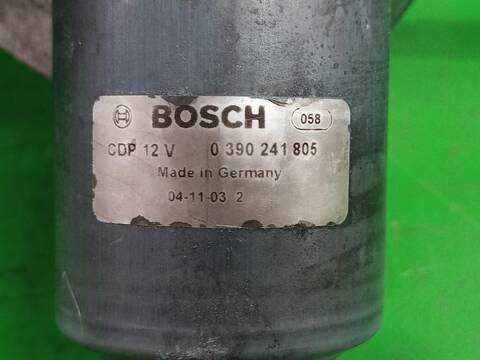 BOSCH 058
CDP 12 V 0 390 241 805
Made in Germany
04-11-03 2